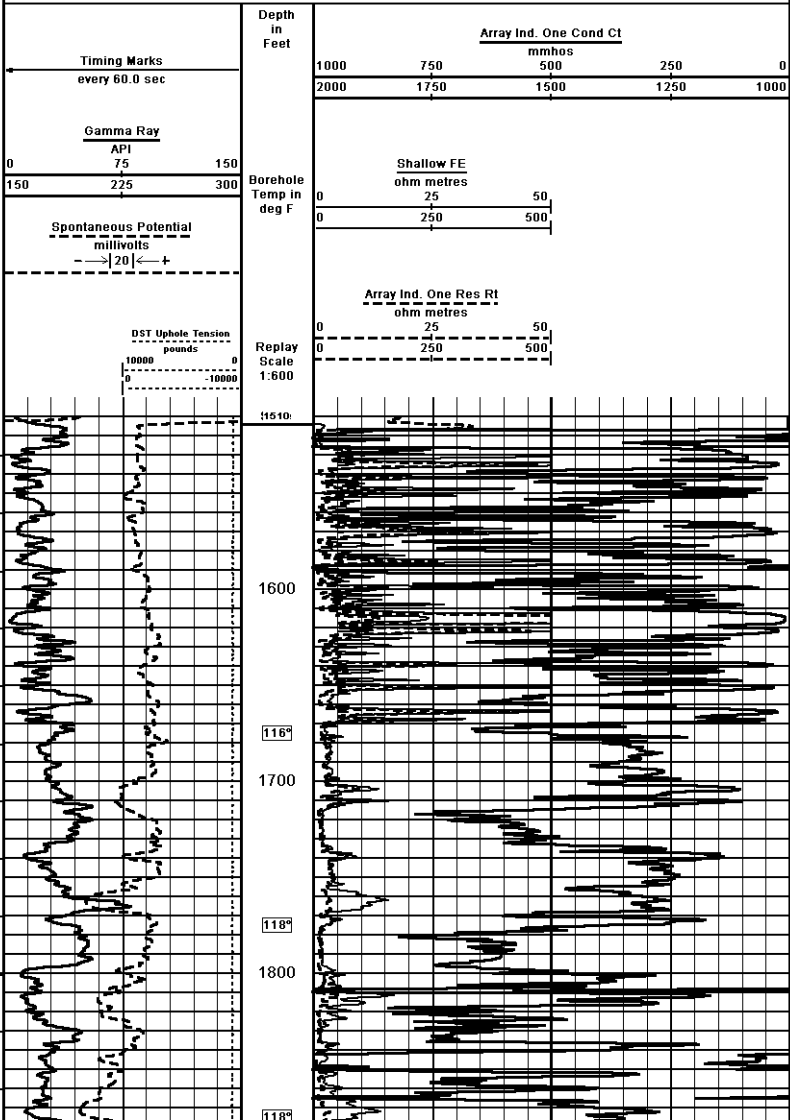 Timing Marks
every 60.0 sec
Gamma Ray
API
0 75 150
150 225 300
Spontaneous Potential
millivolts
– 20 +
DST Uphole Tension
pounds
10000 0
0 -10000
Depth
in
Feet
Borehole
Temp in
deg F
Replay
Scale
1:600
Array Ind. One Cond Ct
mmhos
1000 750 500 250 0
2000 1750 1500 1250 1000
Shallow FE
ohm metres
0 25 50
0 250 500
Array Ind. One Res Rt
ohm metres
0 25 50
0 250 500
1510
1600
116°
1700
118°
1800
118°